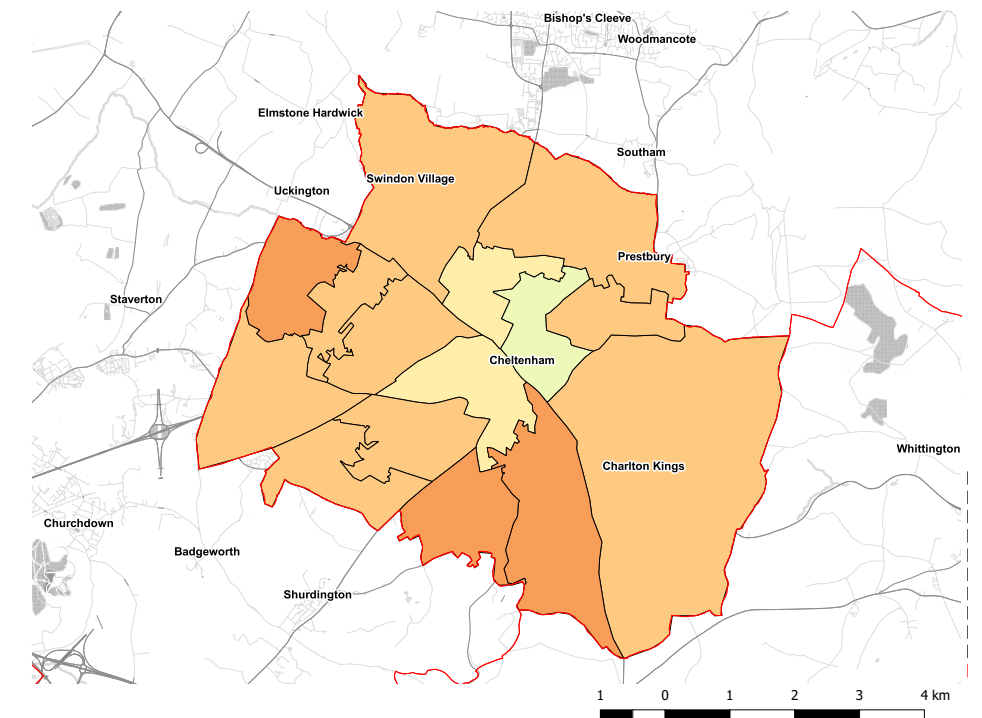 Bishop's Cleeve
Woodmancote
Elmstone Hardwick
Southam
Swindon Village
Uckington
Prestbury
Staverton
Cheltenham
Whittington
Charlton Kings
Churchdown
Badgeworth
Shurdington
1 0 1 2 3 4 km